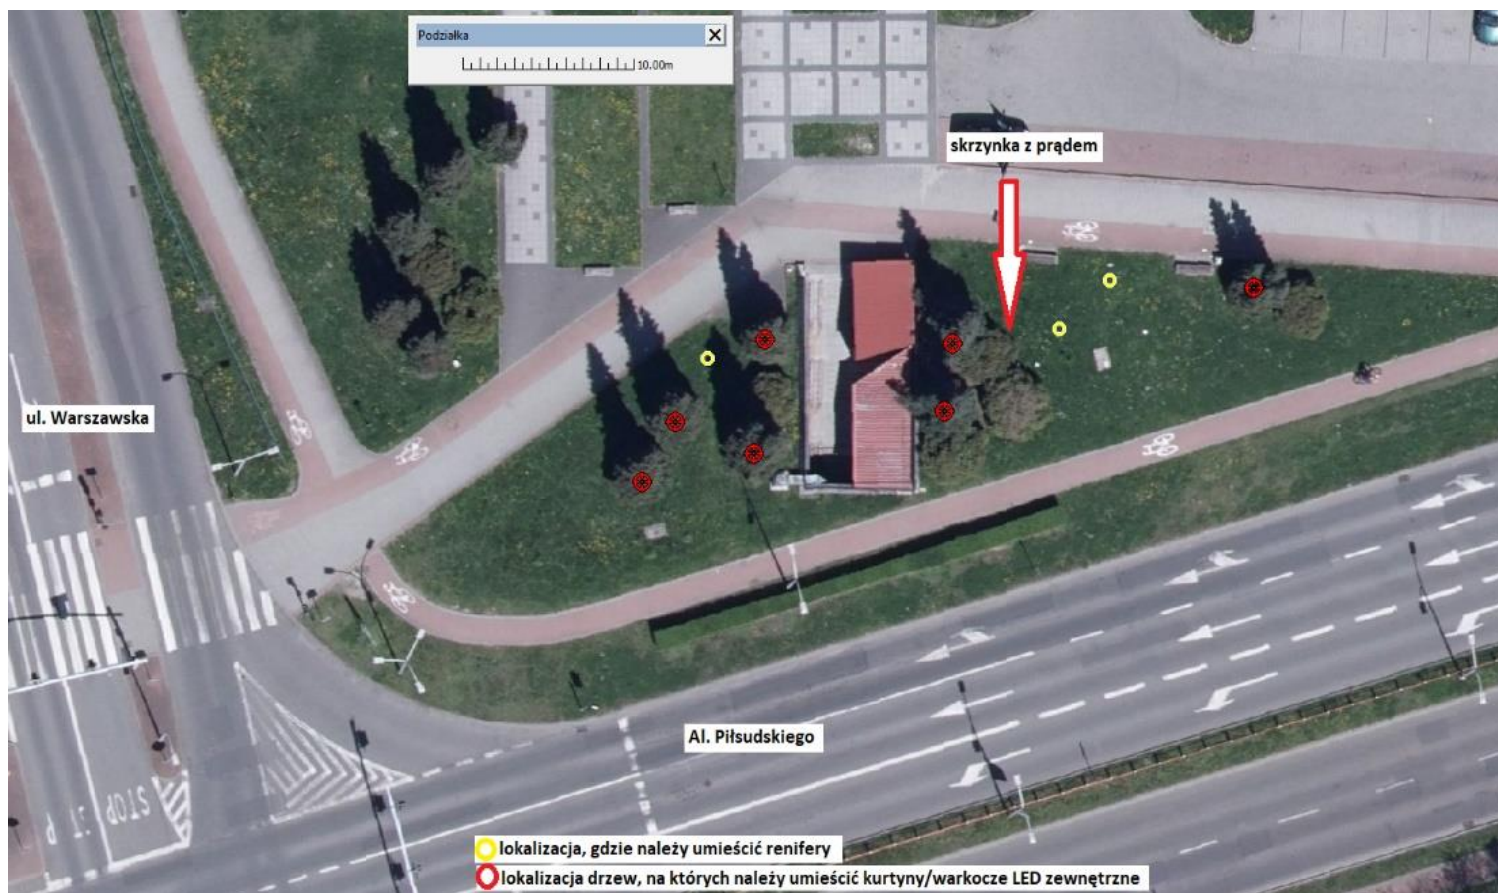 Podziałka
10.00m
skrzynka z prądem
ul. Warszawska
Al. Piłsudskiego
STOP
lokalizacja, gdzie należy umieścić renifery
lokalizacja drzew, na których należy umieścić kurtyny/warkocze LED zewnętrzne